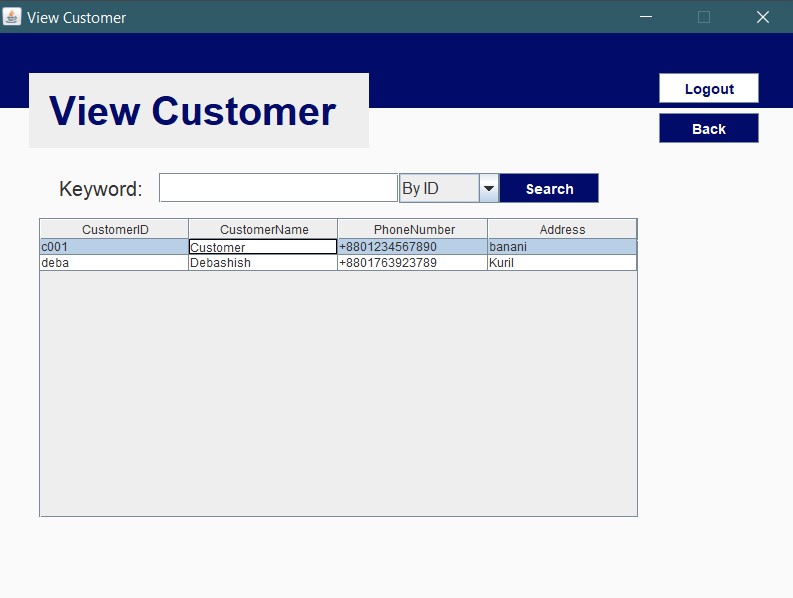 View Customer
Logout
View Customer
Back
Keyword: By ID Search
CustomerID CustomerName PhoneNumber Address
c001 Customer +8801234567890 banani
deba Debashish +8801763923789 Kuril